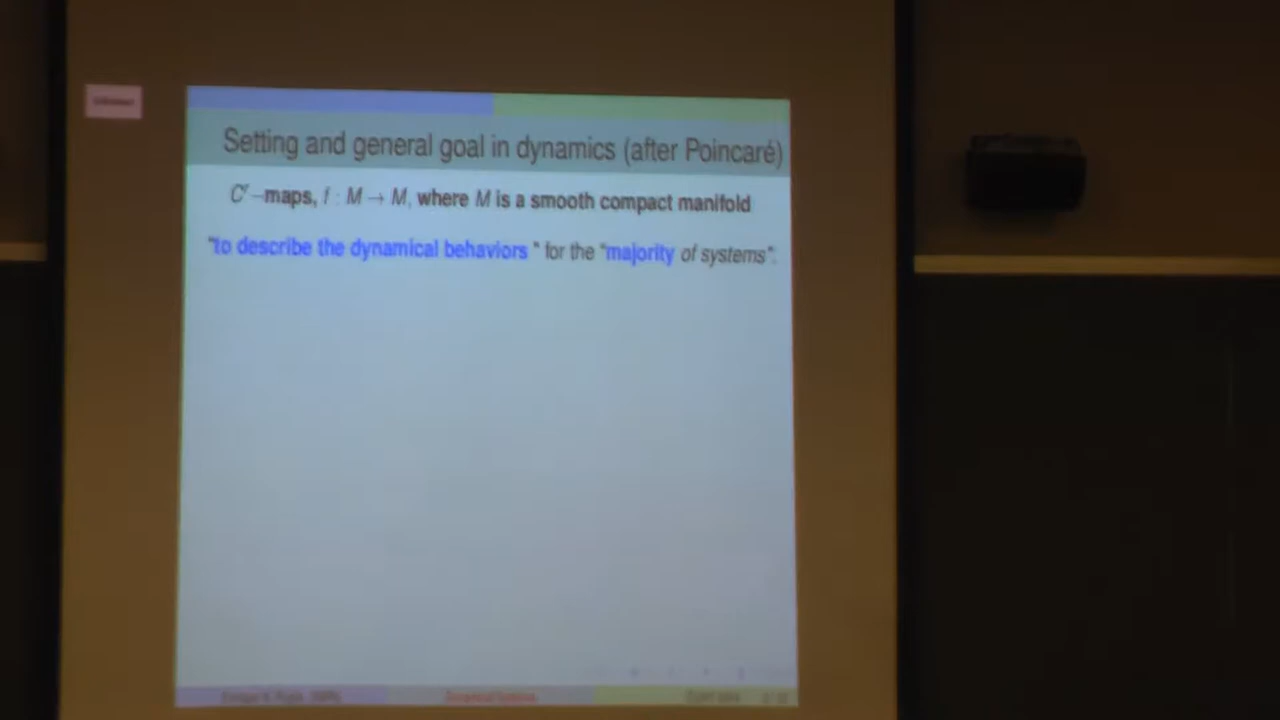 Setting and general goal in dynamics (after Poincaré)
C^r–maps, f : M → M, where M is a smooth compact manifold
"to describe the dynamical behaviors " for the "majority of systems".